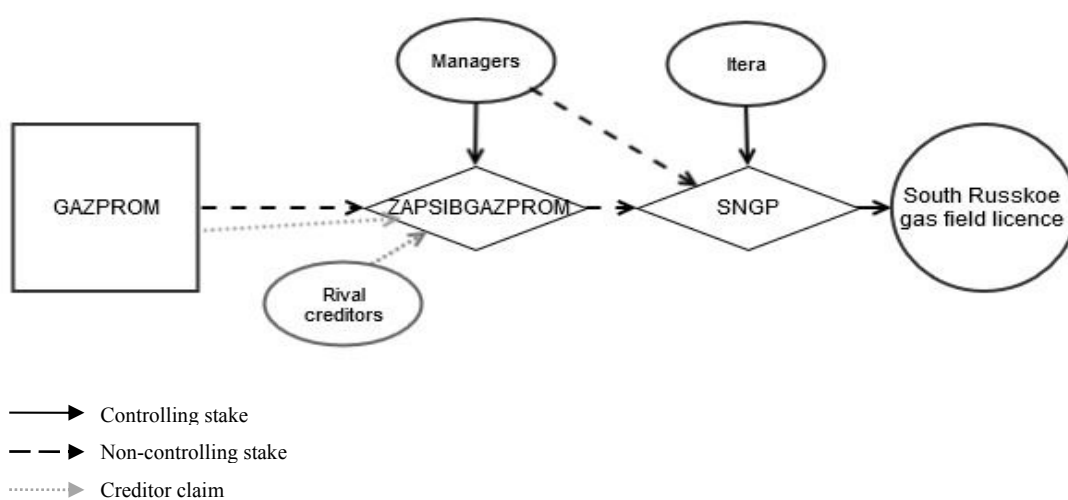 Managers
Itera
GAZPROM
ZAPSIBGAZPROM
SNGP
South Russkoe
gas field licence
Rival
creditors
Controlling stake
Non-controlling stake
Creditor claim